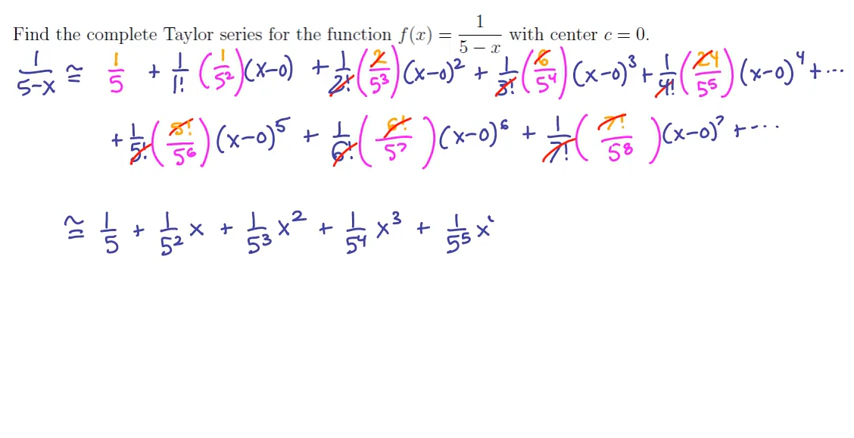 Find the complete Taylor series for the function f(x) = 1/(5 − x) with center c = 0.
1/(5-x) ≅ 1/5 + 1/1! (1/5²)(x-0) + 1/2! (2/5³)(x-0)² + 1/3! (6/5⁴)(x-0)³ + 1/4! (24/5⁵)(x-0)⁴ + ...
+ 1/5! (5!/5⁶)(x-0)⁵ + 1/6! (6!/5⁷)(x-0)⁶ + 1/7! (7!/5⁸)(x-0)⁷ + ...
≅ 1/5 + 1/5² x + 1/5³ x² + 1/5⁴ x³ + 1/5⁵ x